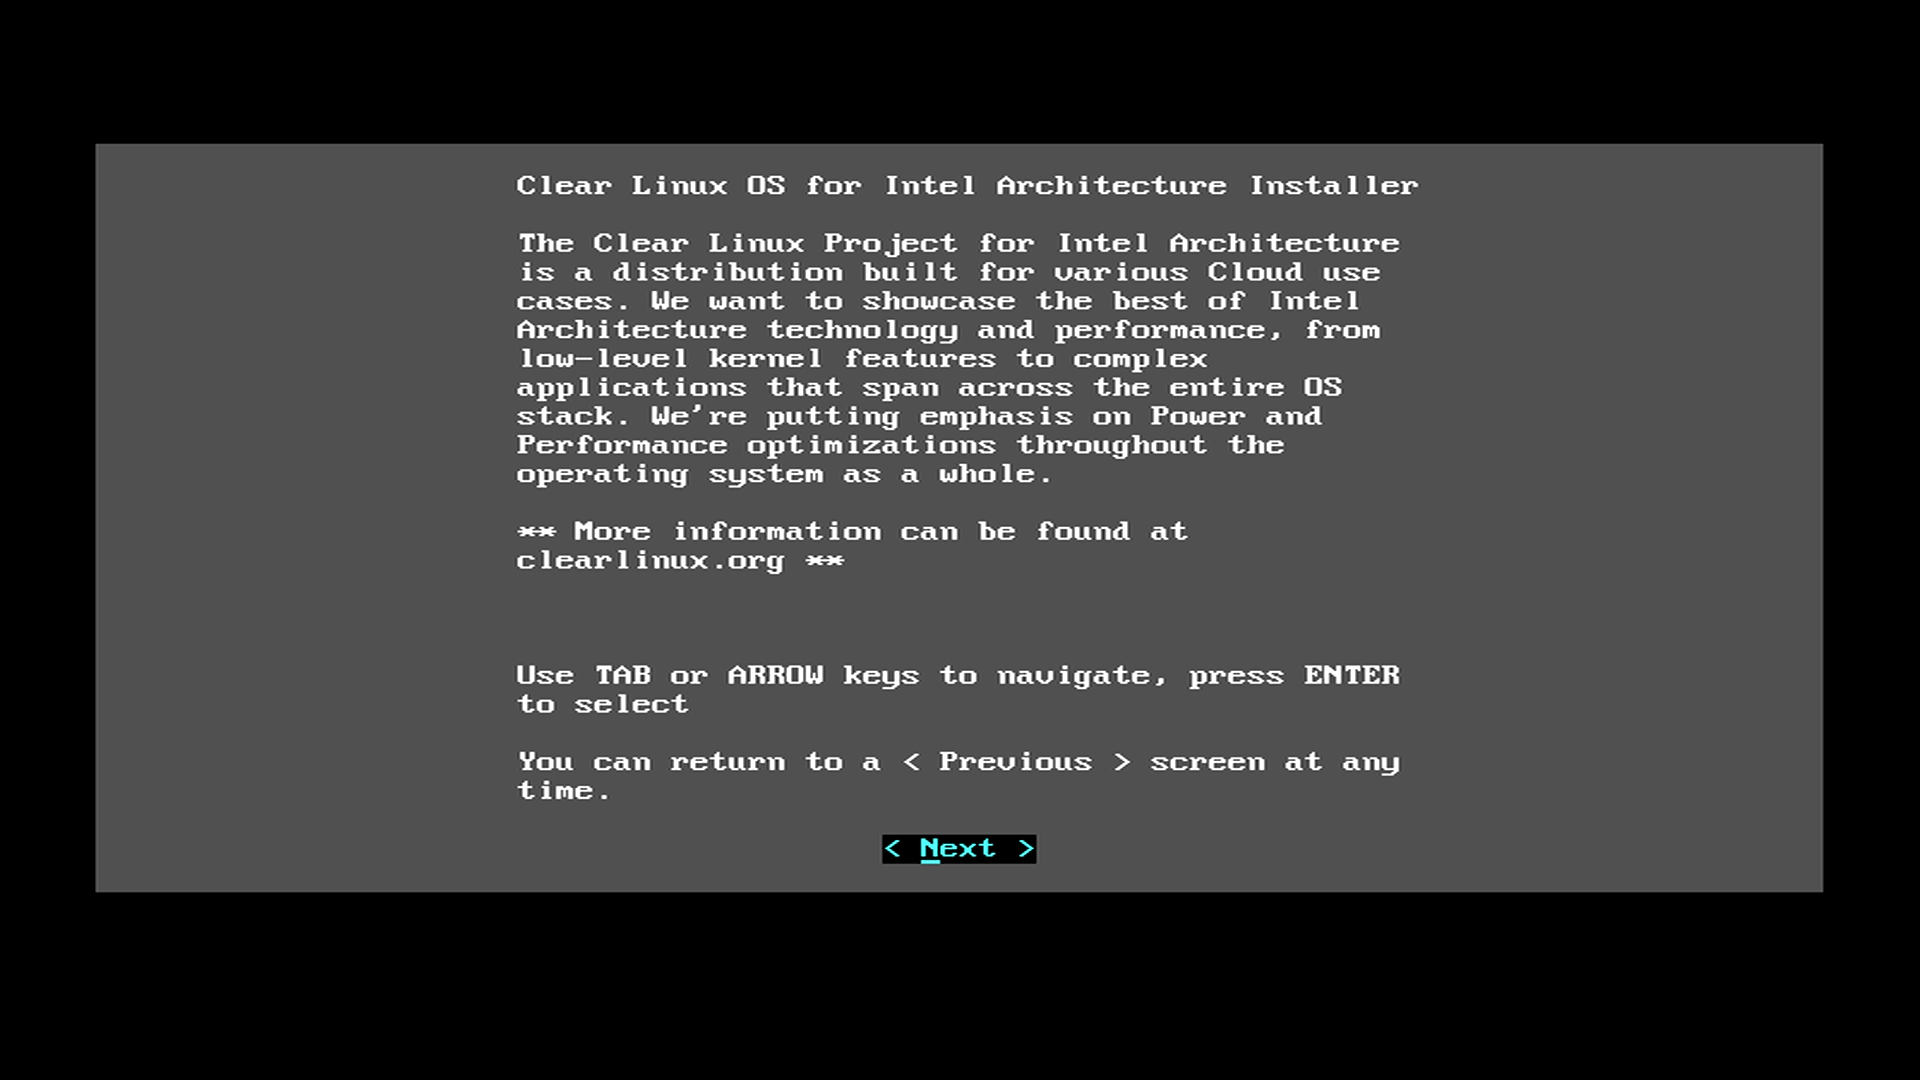 Clear Linux OS for Intel Architecture Installer
The Clear Linux Project for Intel Architecture
is a distribution built for various Cloud use
cases. We want to showcase the best of Intel
Architecture technology and performance, from
low-level kernel features to complex
applications that span across the entire OS
stack. We're putting emphasis on Power and
Performance optimizations throughout the
operating system as a whole.
** More information can be found at
clearlinux.org **
Use TAB or ARROW keys to navigate, press ENTER
to select
You can return to a < Previous > screen at any
time.
< Next >